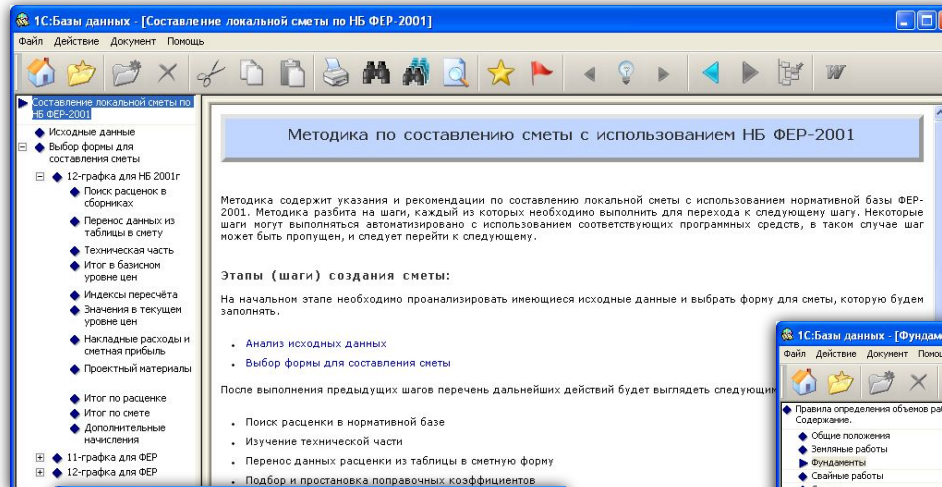 1С:Базы данных - [Составление локальной сметы по НБ ФЕР-2001]
Файл Действие Документ Помощь
W
Составление локальной сметы по
НБ ФЕР-2001
Исходные данные
Выбор формы для
составления сметы
12-графка для НБ 2001г
Поиск расценок в
сборниках
Перенос данных из
таблицы в смету
Техническая часть
Итог в базисном
уровне цен
Индексы пересчёта
Значения в текущем
уровне цен
Накладные расходы и
сметная прибыль
Проектный материалы
Итог по расценке
Итог по смете
Дополнительные
начисления
11-графка для ФЕР
12-графка для ФЕР
Методика по составлению сметы с использованием НБ ФЕР-2001
Методика содержит указания и рекомендации по составлению локальной сметы с использованием нормативной базы ФЕР-
2001. Методика разбита на шаги, каждый из которых необходимо выполнить для перехода к следующему шагу. Некоторые
шаги могут выполняться автоматизировано с использованием соответствующих программных средств, в таком случае шаг
может быть пропущен, и следует перейти к следующему.
Этапы (шаги) создания сметы:
На начальном этапе необходимо проанализировать имеющиеся исходные данные и выбрать форму для сметы, которую будем
заполнять.
Анализ исходных данных
Выбор формы для составления сметы
После выполнения предыдущих шагов перечень дальнейших действий будет выглядеть следующим
Поиск расценки в нормативной базе
Изучение технической части
Перенос данных расценки из таблицы в сметную форму
Подбор и простановка поправочных коэффициентов
1С:Базы данных - [Фундам
Файл Действие Документ Помощ
Правила определения объемов раб
Содержание.
Общие положения
Земляные работы
Фундаменты
Свайные работы